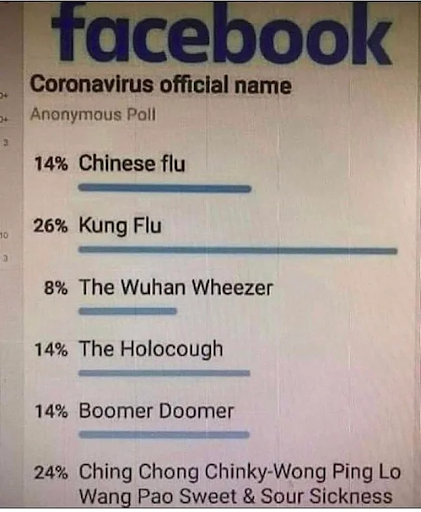 facebook
Coronavirus official name
Anonymous Poll
14% Chinese flu
26% Kung Flu
8% The Wuhan Wheezer
14% The Holocough
14% Boomer Doomer
24% Ching Chong Chinky-Wong Ping Lo
Wang Pao Sweet & Sour Sickness